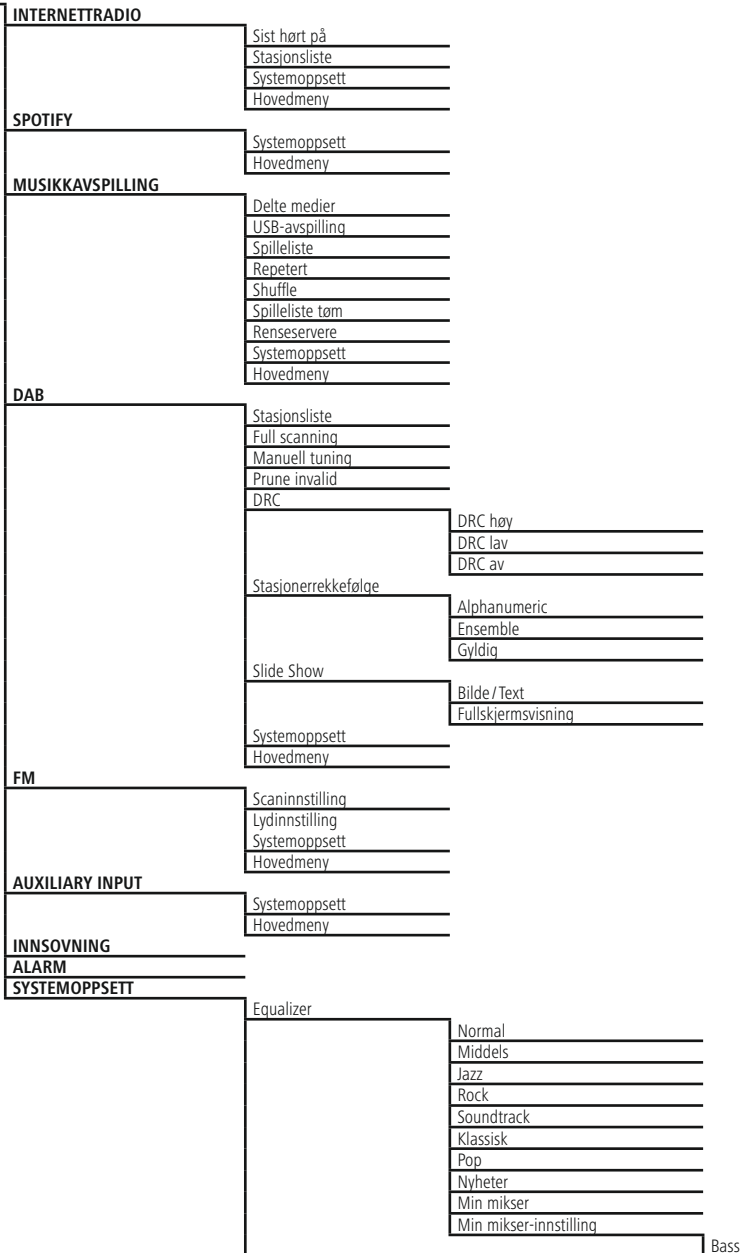 INTERNETTRADIO
Sist hørt på
Stasjonsliste
Systemoppsett
Hovedmeny
SPOTIFY
Systemoppsett
Hovedmeny
MUSIKKAVSPILLING
Delte medier
USB-avspilling
Spilleliste
Repetert
Shuffle
Spilleliste tøm
Renseservere
Systemoppsett
Hovedmeny
DAB
Stasjonsliste
Full scanning
Manuell tuning
Prune invalid
DRC
DRC høy
DRC lav
DRC av
Stasjonerrekkefølge
Alphanumeric
Ensemble
Gyldig
Slide Show
Bilde/Text
Fullskjermsvisning
Systemoppsett
Hovedmeny
FM
Scaninnstilling
Lydinnstilling
Systemoppsett
Hovedmeny
AUXILIARY INPUT
Systemoppsett
Hovedmeny
INNSOVNING
ALARM
SYSTEMOPPSETT
Equalizer
Normal
Middels
Jazz
Rock
Soundtrack
Klassisk
Pop
Nyheter
Min mikser
Min mikser-innstilling
Bass